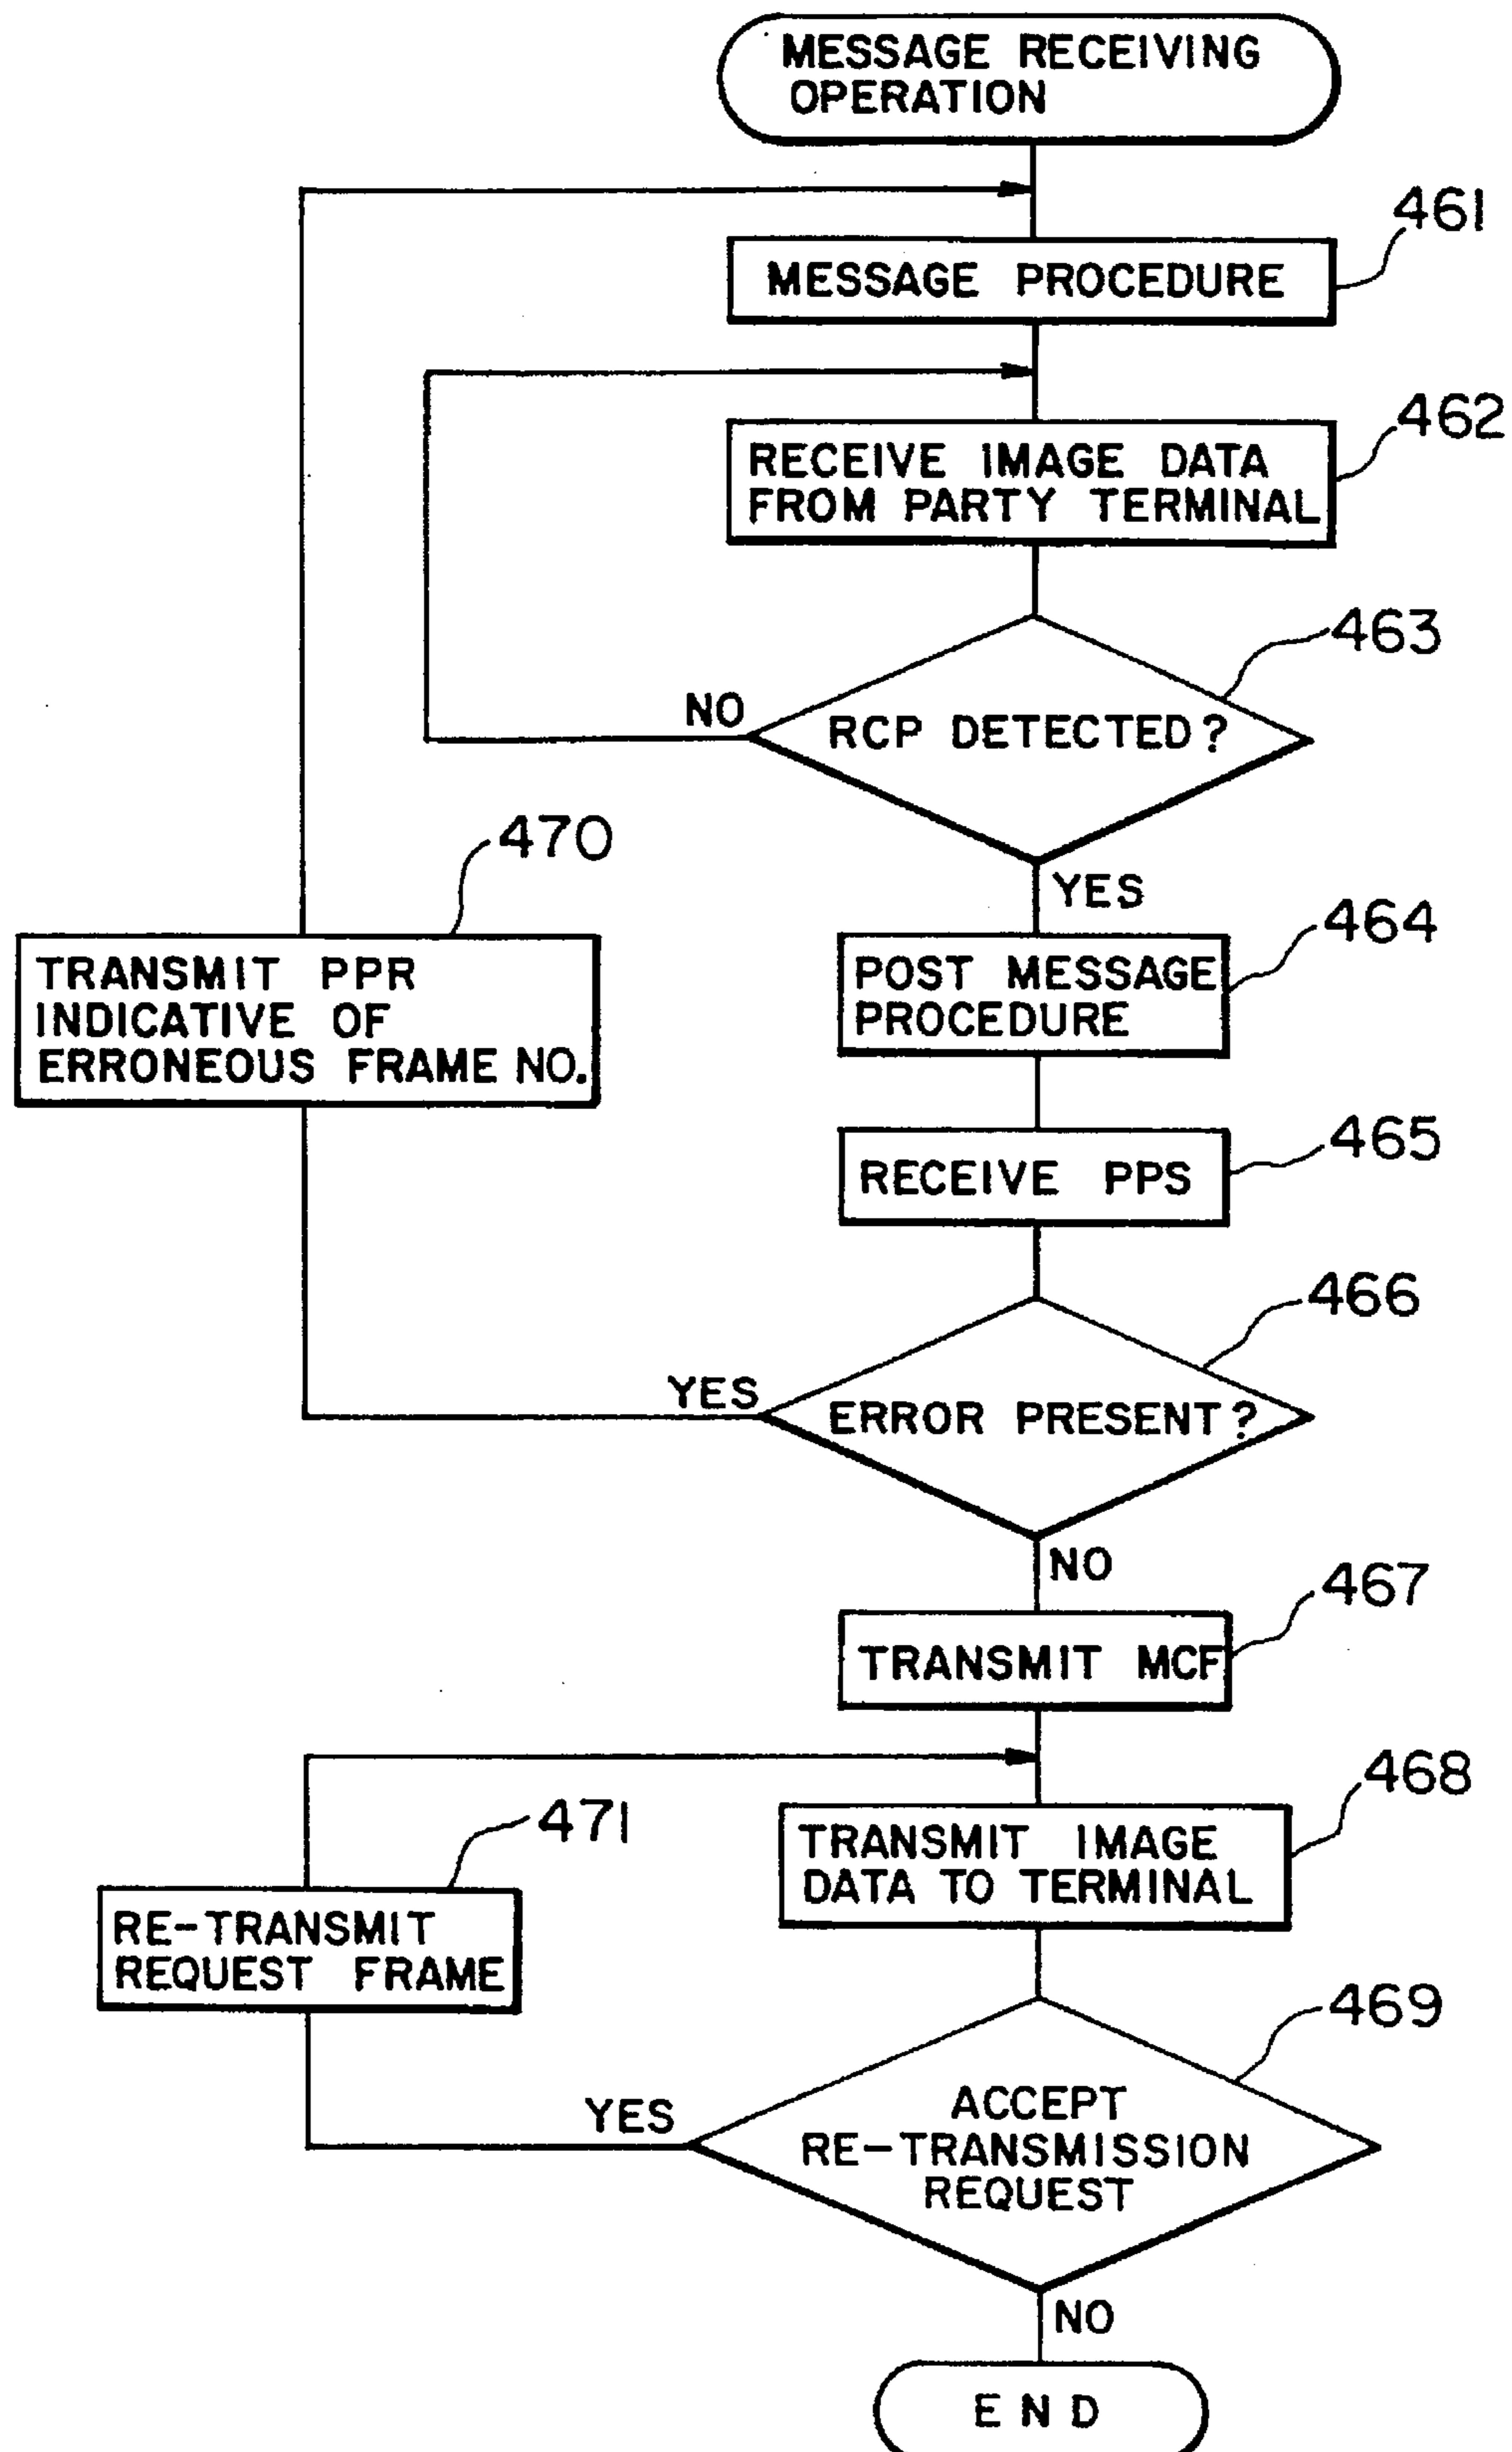 MESSAGE RECEIVING
OPERATION
461
MESSAGE PROCEDURE
462
RECEIVE IMAGE DATA
FROM PARTY TERMINAL
463
NO
RCP DETECTED?
YES
470
TRANSMIT PPR
INDICATIVE OF
ERRONEOUS FRAME NO.
464
POST MESSAGE
PROCEDURE
465
RECEIVE PPS
466
YES
ERROR PRESENT?
NO
467
TRANSMIT MCF
468
TRANSMIT IMAGE
DATA TO TERMINAL
471
RE-TRANSMIT
REQUEST FRAME
469
YES
ACCEPT
RE-TRANSMISSION
REQUEST
NO
END